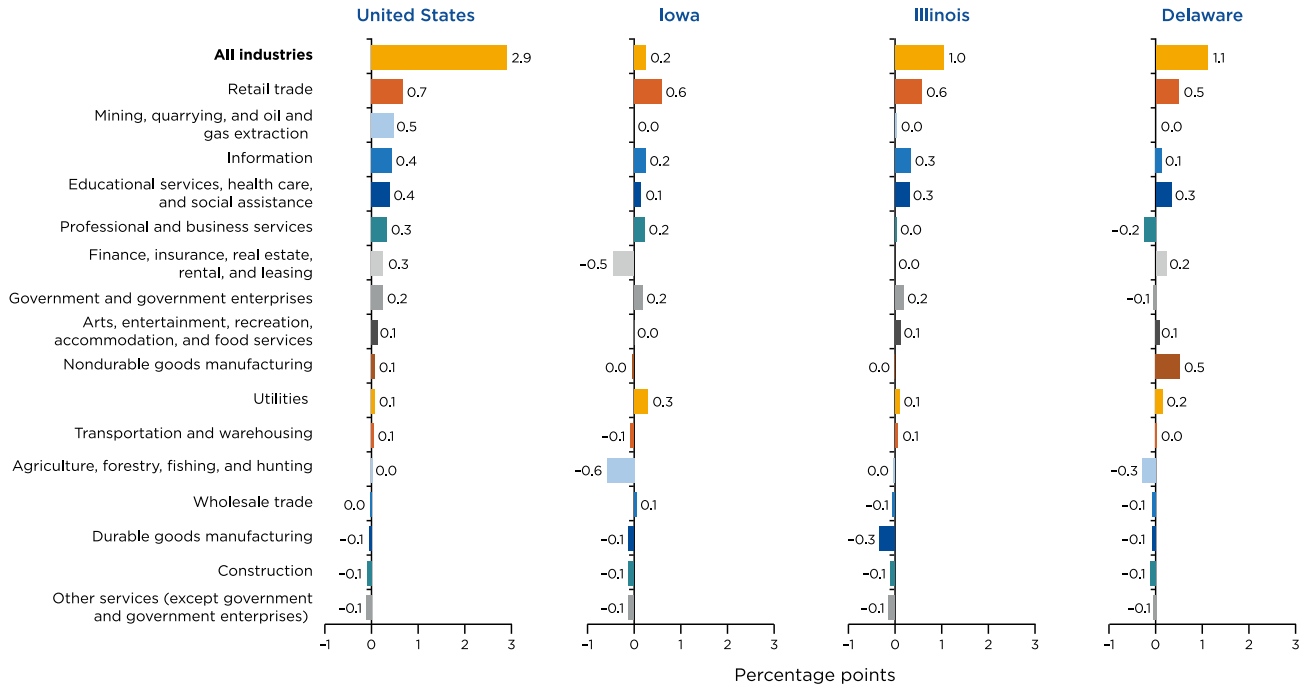 United States Iowa Illinois Delaware
All industries 2.9 0.2 1.0 1.1
Retail trade 0.7 0.6 0.6 0.5
Mining, quarrying, and oil and
gas extraction 0.5 0.0 0.0 0.0
Information 0.4 0.2 0.3 0.1
Educational services, health care,
and social assistance 0.4 0.1 0.3 0.3
Professional and business services 0.3 0.2 0.0 −0.2
Finance, insurance, real estate,
rental, and leasing 0.3 −0.5 0.0 0.2
Government and government enterprises 0.2 0.2 0.2 −0.1
Arts, entertainment, recreation,
accommodation, and food services 0.1 0.0 0.1 0.1
Nondurable goods manufacturing 0.1 0.0 0.0 0.5
Utilities 0.1 0.3 0.1 0.2
Transportation and warehousing 0.1 −0.1 0.1 0.0
Agriculture, forestry, fishing, and hunting 0.0 −0.6 0.0 −0.3
Wholesale trade 0.0 0.1 −0.1 −0.1
Durable goods manufacturing −0.1 −0.1 −0.3 −0.1
Construction −0.1 −0.1 −0.1 −0.1
Other services (except government
and government enterprises) −0.1 −0.1 −0.1 −0.1
−1 0 1 2 3 −1 0 1 2 3 −1 0 1 2 3 −1 0 1 2 3
Percentage points